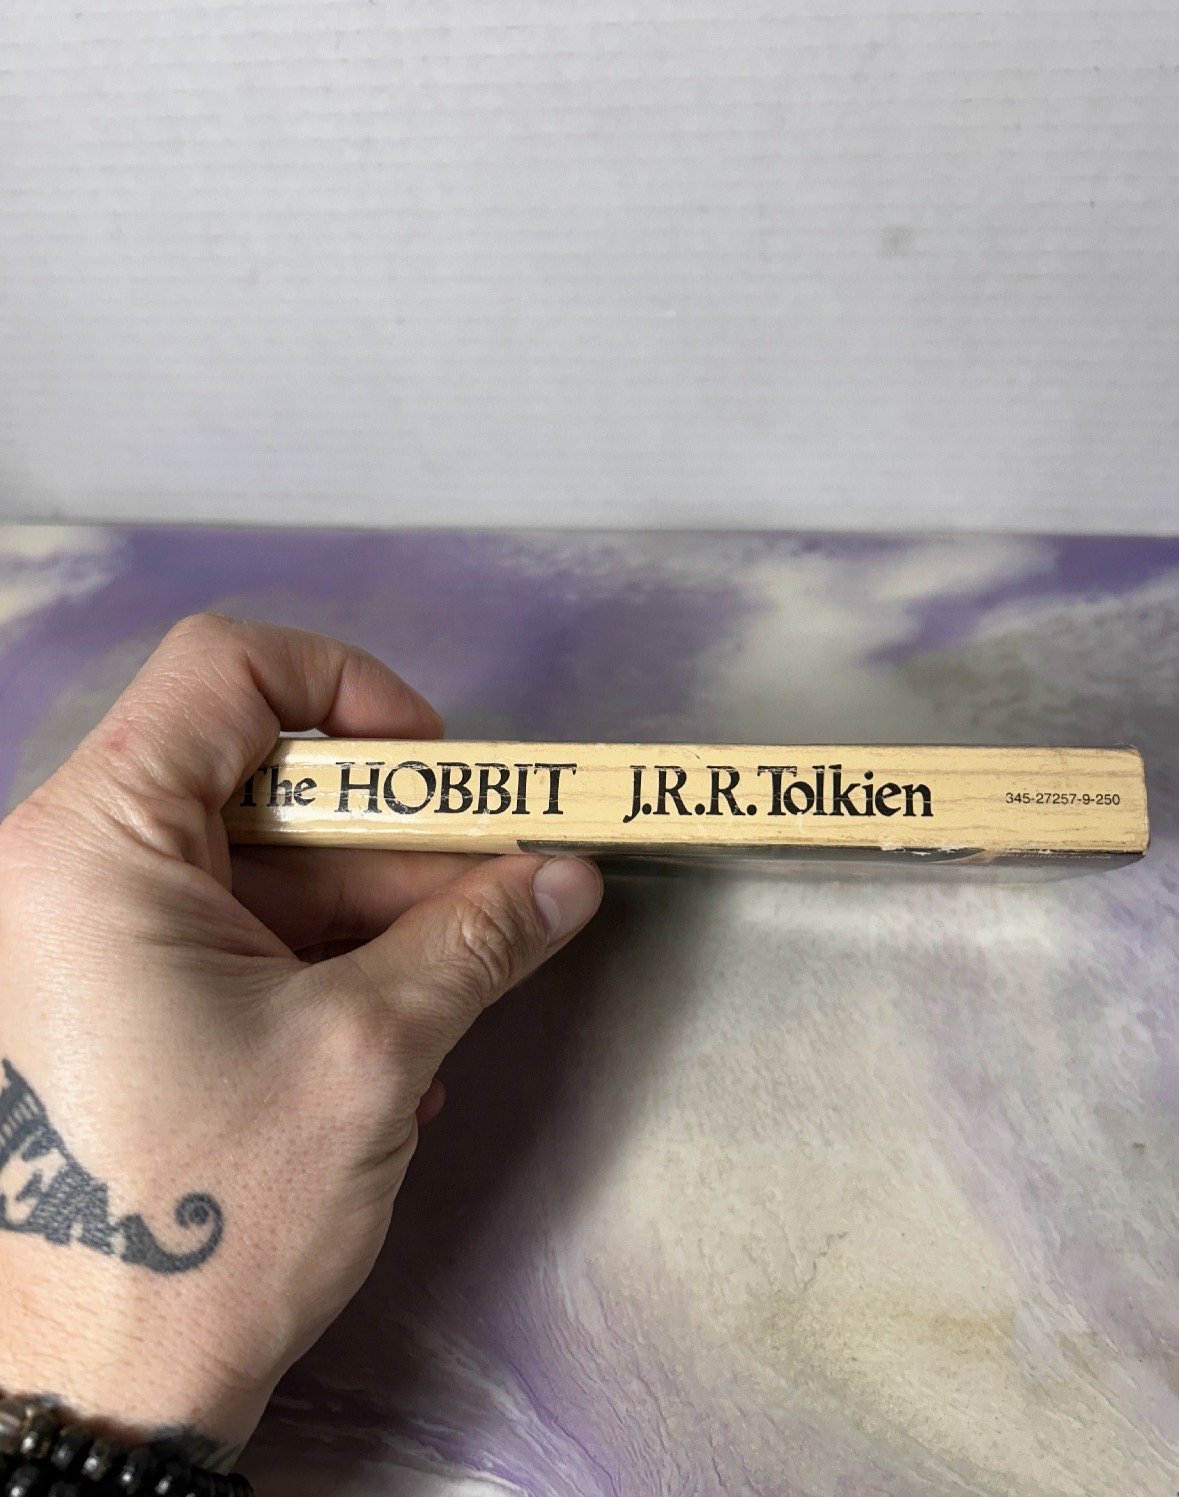 The HOBBIT J.R.R. Tolkien 345-27257-9-250